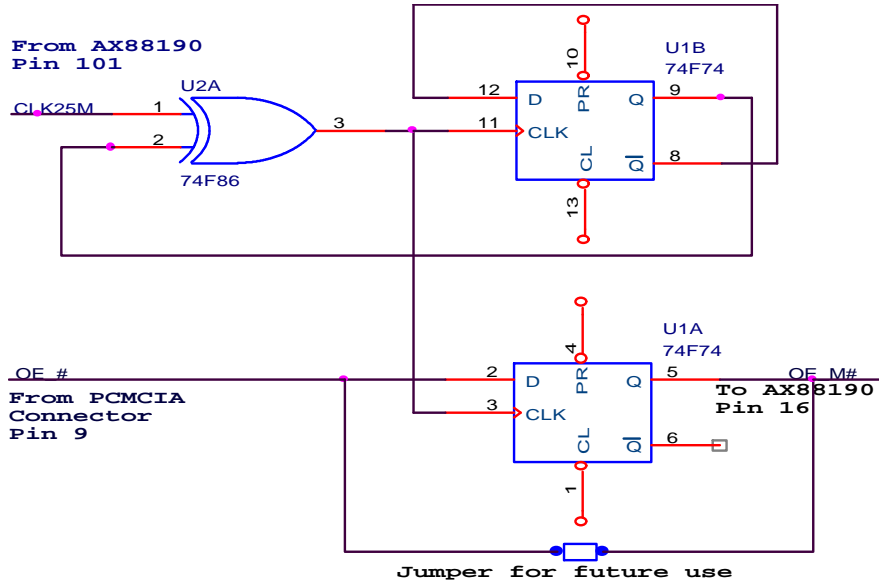 From AX88190
Pin 101
U2A
CLK25M
1
2
3
74F86
U1B
74F74
10
12
D
PR
Q
9
11
CLK
CL
Q
8
13
U1A
74F74
4
OE_#
2
D
PR
Q
5
OE_M#
From PCMCIA
Connector
Pin 9
3
CLK
To AX88190
Pin 16
CL
Q
6
1
Jumper for future use